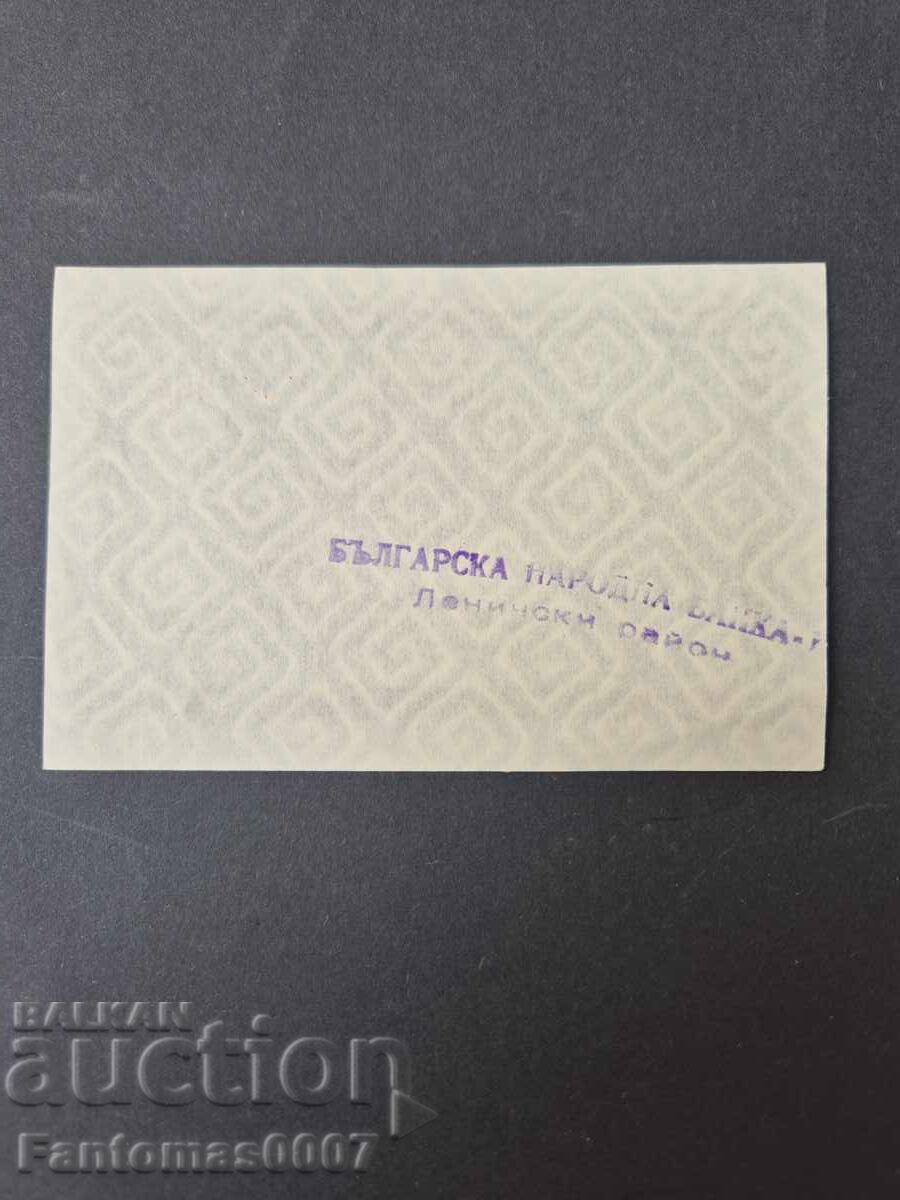 БЪЛГАРСКА НАРОДНА БАНКА-
Ленински район
BALKAN
auction
Fantomas0007